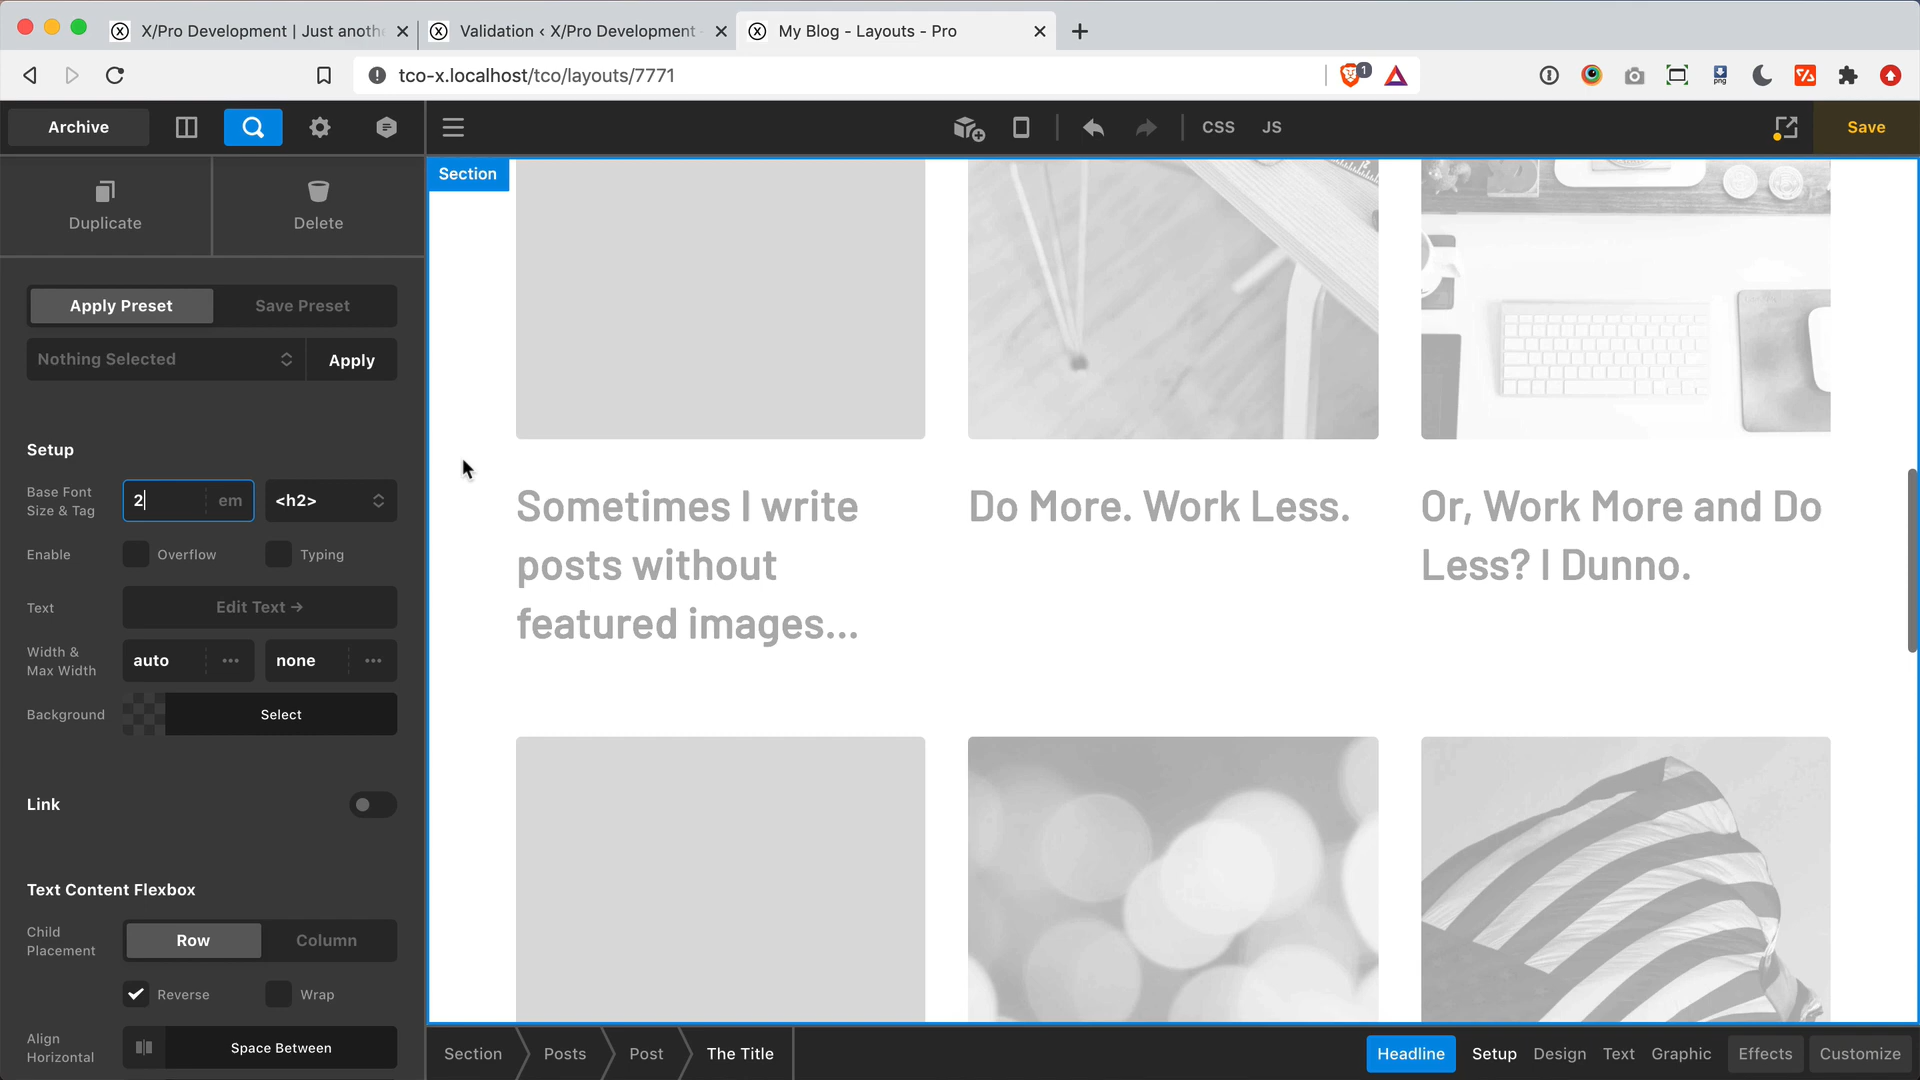 X/Pro Development | Just anoth
Validation ‹ X/Pro Development
My Blog - Layouts - Pro
tco-x.localhost/tco/layouts/7771
1
png
Archive
CSS
JS
Save
Duplicate
Delete
Section
Apply Preset
Save Preset
Nothing Selected
Apply
Setup
Base Font
Size & Tag
2
em
<h2>
Enable
Overflow
Typing
Text
Edit Text →
Width &
Max Width
auto
none
Background
Select
Link
Text Content Flexbox
Child
Placement
Row
Column
Reverse
Wrap
Align
Horizontal
Space Between
Sometimes I write
posts without
featured images...
Do More. Work Less.
Or, Work More and Do
Less? I Dunno.
Section
Posts
Post
The Title
Headline
Setup
Design
Text
Graphic
Effects
Customize